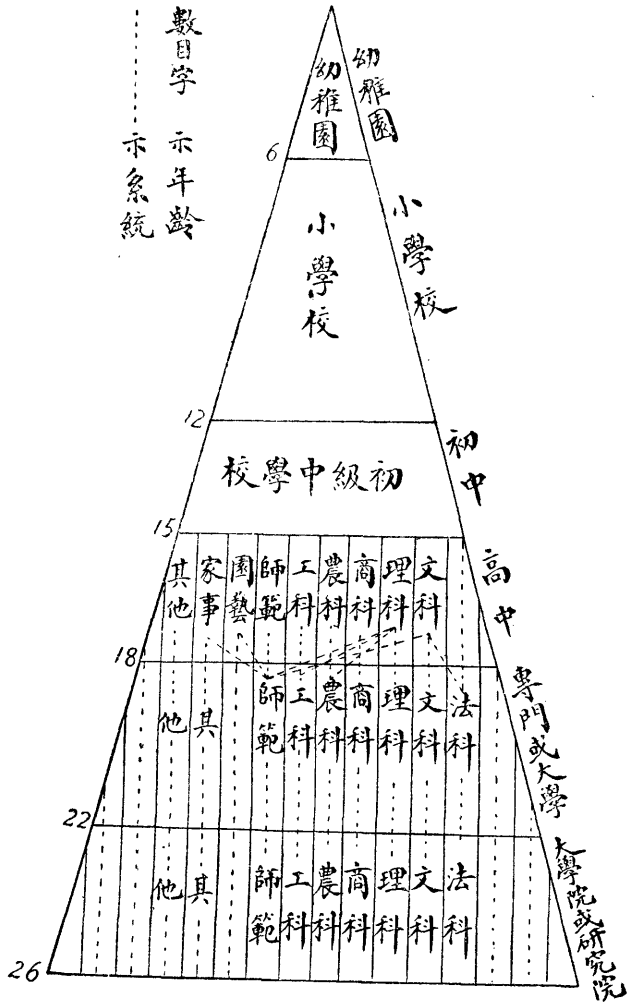 數目字 示年齡
………… 示系統
幼稚園
幼稚園
6
小學校
小學校
12
校學中級初
初中
15
其他
家事
園藝
師範
工科
農科
商科
理科
文科
高中
18
他其
師範
工科
農科
商科
理科
文科
法科
專門或大學
22
他其
師範
工科
農科
商科
理科
文科
法科
大學院或研究院
26